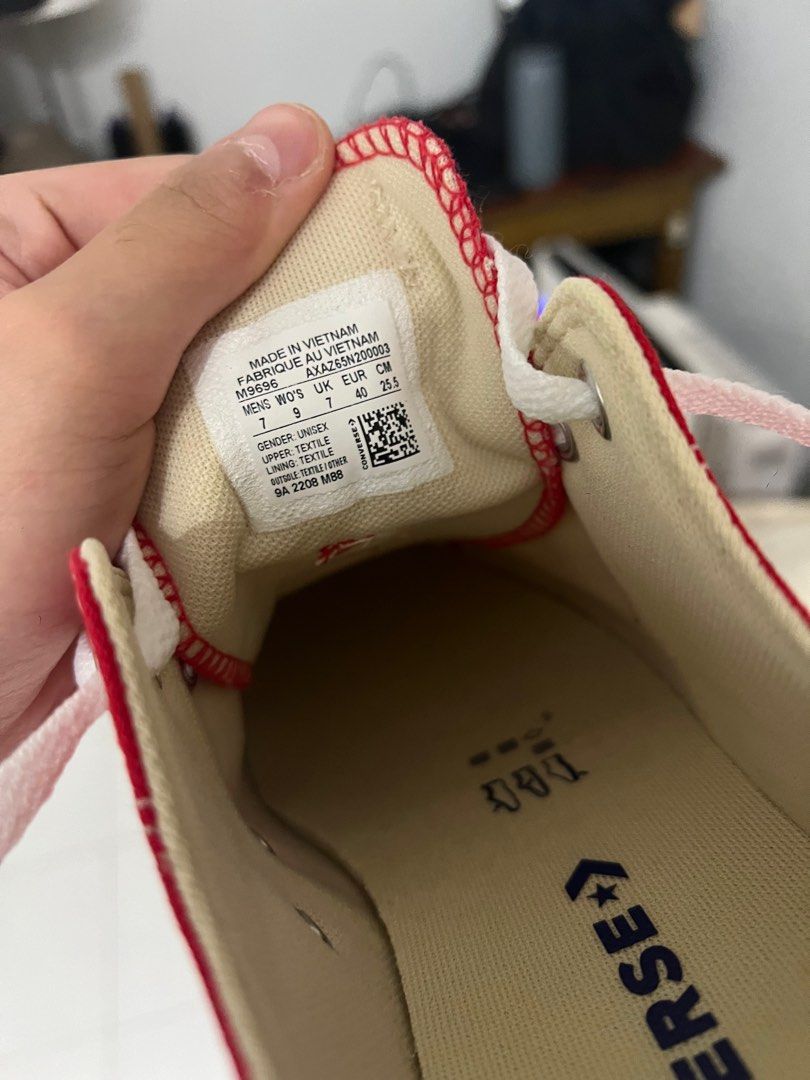 MADE IN VIETNAM
FABRIQUE AU VIETNAM
M9696 AXAZ65N200003
MENS WO'S UK EUR CM
7 9 7 40 25.5
GENDER: UNISEX
UPPER: TEXTILE
LINING: TEXTILE
OUTSOLE: TEXTILE / OTHER
9A 2208 M88
CONVERSE
ERSE